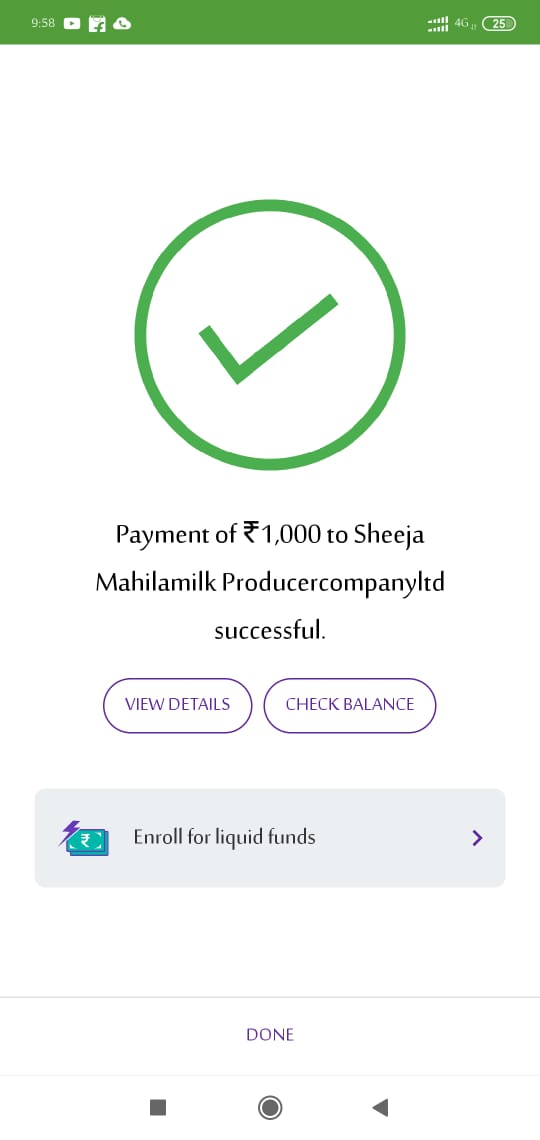 9:58 4G 25
Payment of ₹1,000 to Sheeja
Mahilamilk Producercompanyltd
successful.
VIEW DETAILS CHECK BALANCE
₹ Enroll for liquid funds
DONE